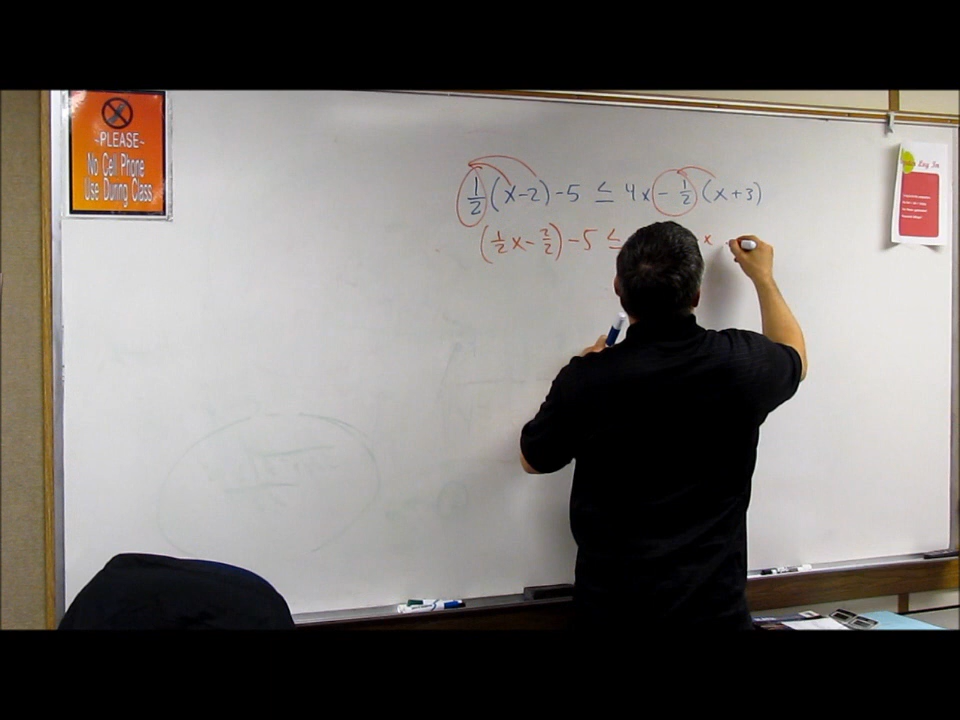 ~PLEASE~
No Cell Phone
Use During Class
1/2 (x-2) -5 ≤ 4x - 1/2 (x+3)
(1/2 x - 2/2) -5 ≤ x -
Log In